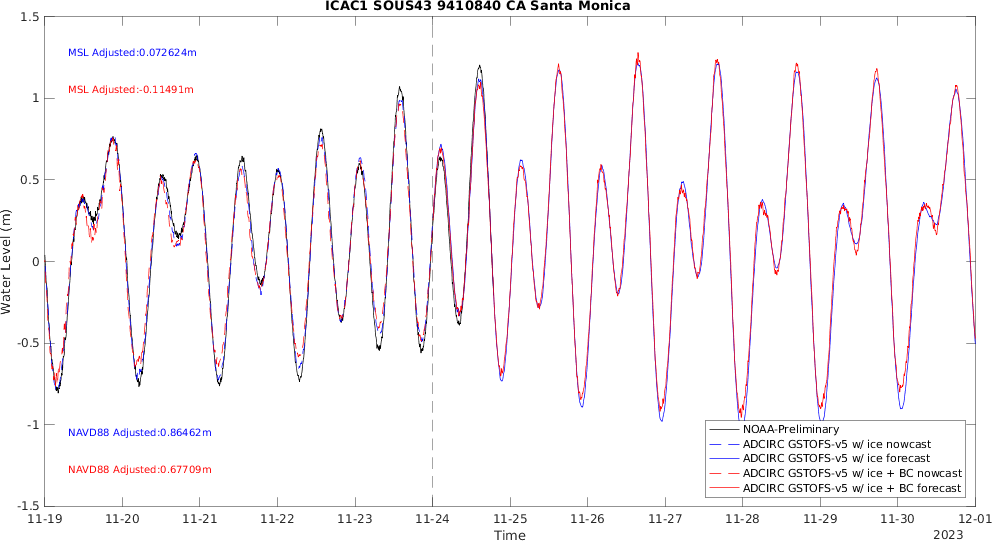 ICAC1 SOUS43 9410840 CA Santa Monica
MSL Adjusted:0.072624m
MSL Adjusted:-0.11491m
NAVD88 Adjusted:0.86462m
NAVD88 Adjusted:0.67709m
Water Level (m)
1.5
1
0.5
0
-0.5
-1
-1.5
NOAA-Preliminary
ADCIRC GSTOFS-v5 w/ ice nowcast
ADCIRC GSTOFS-v5 w/ ice forecast
ADCIRC GSTOFS-v5 w/ ice + BC nowcast
ADCIRC GSTOFS-v5 w/ ice + BC forecast
11-19 11-20 11-21 11-22 11-23 11-24 11-25 11-26 11-27 11-28 11-29 11-30 12-01
Time
2023